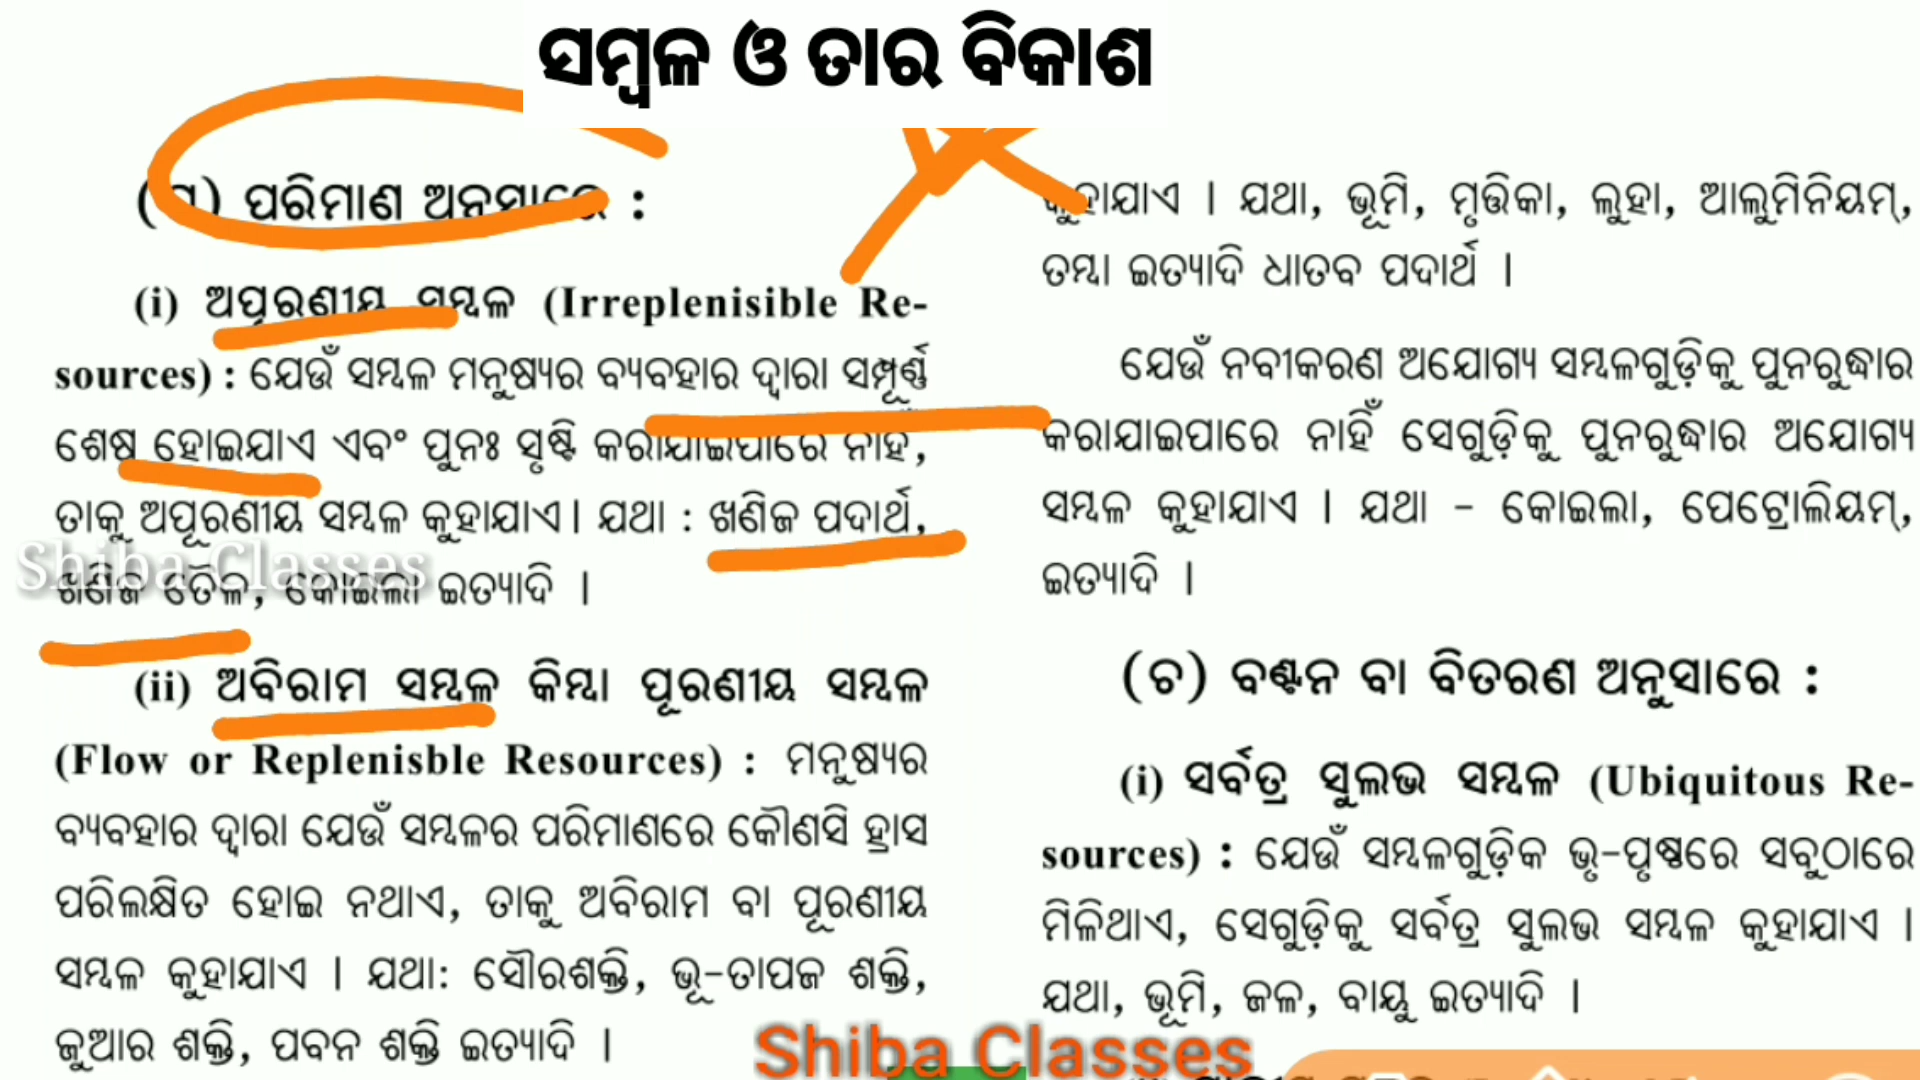 ସମ୍ବଳ ଓ ତାର ବିକାଶ
ପରିମାଣ ଅନୁସାରେ :
(i) ଅପୂରଣୀୟ ସମ୍ବଳ (Irreplenisible Re-
sources) : ଯେଉଁ ସମ୍ବଳ ମନୁଷ୍ୟର ବ୍ୟବହାର ଦ୍ୱାରା ସମ୍ପୂର୍ଣ୍ଣ
ଶେଷ ହୋଇଯାଏ ଏବଂ ପୁନଃ ସୃଷ୍ଟି କରାଯାଇପାରେ ନାହିଁ,
ତାକୁ ଅପୂରଣୀୟ ସମ୍ବଳ କୁହାଯାଏ । ଯଥା : ଖଣିଜ ପଦାର୍ଥ,
ଖଣିଜ ତୈଳ, କୋଇଲା ଇତ୍ୟାଦି ।
Shiba Classes
(ii) ଅବିରାମ ସମ୍ବଳ କିମ୍ବା ପୂରଣୀୟ ସମ୍ବଳ
(Flow or Replenisble Resources) : ମନୁଷ୍ୟର
ବ୍ୟବହାର ଦ୍ୱାରା ଯେଉଁ ସମ୍ବଳର ପରିମାଣରେ କୌଣସି ହ୍ରାସ
ପରିଲକ୍ଷିତ ହୋଇ ନଥାଏ, ତାକୁ ଅବିରାମ ବା ପୂରଣୀୟ
ସମ୍ବଳ କୁହାଯାଏ । ଯଥା: ସୌରଶକ୍ତି, ଭୂ-ତାପଜ ଶକ୍ତି,
ଜୁଆର ଶକ୍ତି, ପବନ ଶକ୍ତି ଇତ୍ୟାଦି ।
କୁହାଯାଏ । ଯଥା, ଭୂମି, ମୃତ୍ତିକା, ଲୁହା, ଆଲୁମିନିୟମ୍,
ତମ୍ବା ଇତ୍ୟାଦି ଧାତବ ପଦାର୍ଥ ।
ଯେଉଁ ନବୀକରଣ ଅଯୋଗ୍ୟ ସମ୍ବଳଗୁଡ଼ିକୁ ପୁନରୁଦ୍ଧାର
କରାଯାଇପାରେ ନାହିଁ ସେଗୁଡ଼ିକୁ ପୁନରୁଦ୍ଧାର ଅଯୋଗ୍ୟ
ସମ୍ବଳ କୁହାଯାଏ । ଯଥା - କୋଇଲା, ପେଟ୍ରୋଲିୟମ୍,
ଇତ୍ୟାଦି ।
(ଚ) ବଣ୍ଟନ ବା ବିତରଣ ଅନୁସାରେ :
(i) ସର୍ବତ୍ର ସୁଲଭ ସମ୍ବଳ (Ubiquitous Re-
sources) : ଯେଉଁ ସମ୍ବଳଗୁଡ଼ିକ ଭୂ-ପୃଷ୍ଠରେ ସବୁଠାରେ
ମିଳିଥାଏ, ସେଗୁଡ଼ିକୁ ସର୍ବତ୍ର ସୁଲଭ ସମ୍ବଳ କୁହାଯାଏ ।
ଯଥା, ଭୂମି, ଜଳ, ବାୟୁ ଇତ୍ୟାଦି ।
Shiba Classes